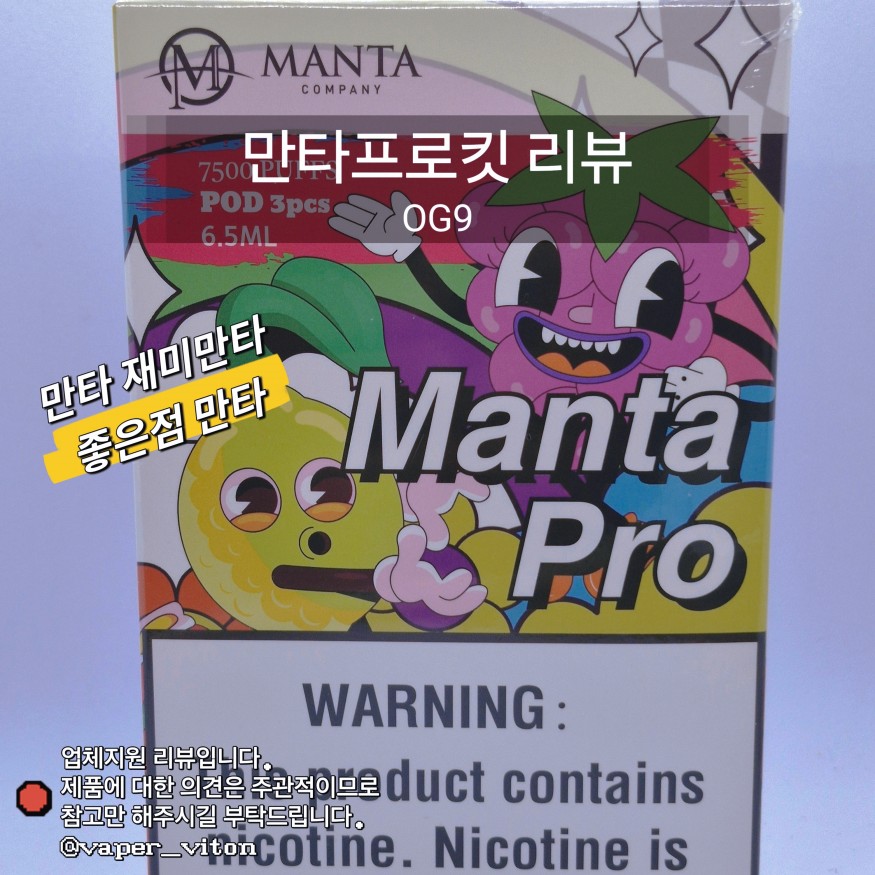 MANTA
COMPANY
만타프로킷 리뷰
7500 PUFFS
POD 3pcs
OG9
6.5ML
만타 재미만타
좋은점 만타
Manta
Pro
WARNING :
업체지원 리뷰입니다.
제품에 대한 의견은 주관적이므로
This product contains
참고만 해주시길 부탁드립니다.
@vaper_viton
nicotine. Nicotine is